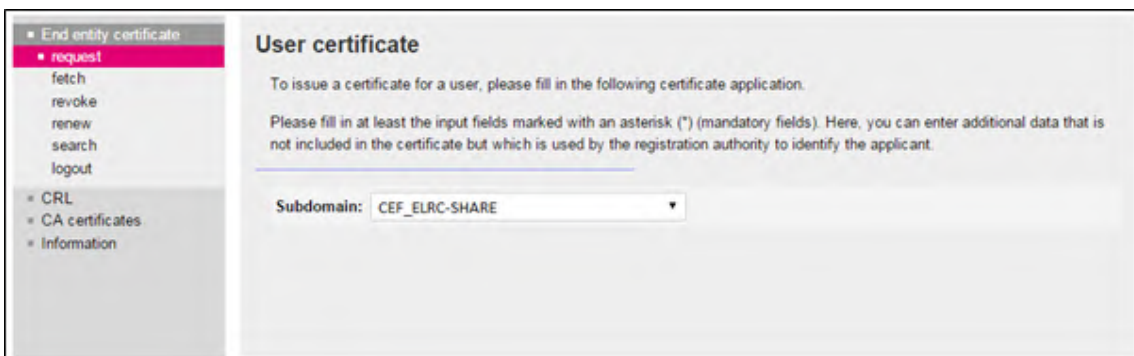 End entity certificate
request
fetch
revoke
renew
search
logout
CRL
CA certificates
Information
User certificate
To issue a certificate for a user, please fill in the following certificate application.
Please fill in at least the input fields marked with an asterisk (*) (mandatory fields). Here, you can enter additional data that is
not included in the certificate but which is used by the registration authority to identify the applicant.
Subdomain: CEF_ELRC-SHARE